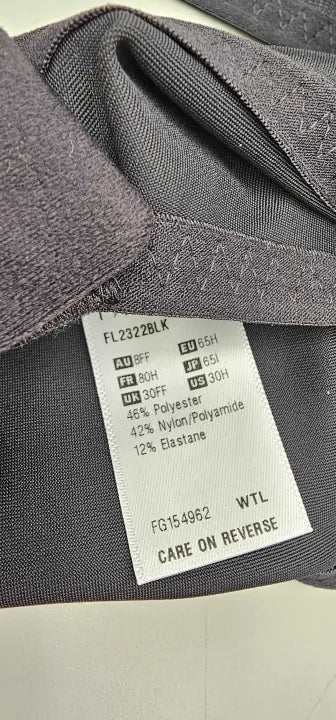 FL2322BLK
AU 8FF EU 65H
FR 80H JP 65I
UK 30FF US 30H
46% Polyester
42% Nylon/Polyamide
12% Elastane
FG154962 WTL
CARE ON REVERSE